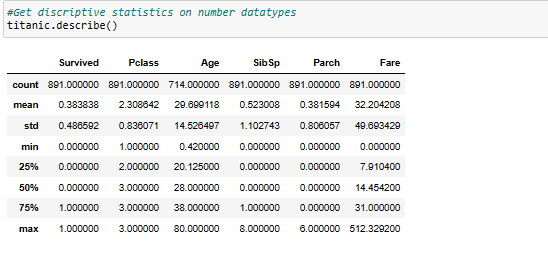 #Get discriptive statistics on number datatypes
titanic.describe()
Survived Pclass Age SibSp Parch Fare
count 891.000000 891.000000 714.000000 891.000000 891.000000 891.000000
mean 0.383838 2.308642 29.699118 0.523008 0.381594 32.204208
std 0.486592 0.836071 14.526497 1.102743 0.806057 49.693429
min 0.000000 1.000000 0.420000 0.000000 0.000000 0.000000
25% 0.000000 2.000000 20.125000 0.000000 0.000000 7.910400
50% 0.000000 3.000000 28.000000 0.000000 0.000000 14.454200
75% 1.000000 3.000000 38.000000 1.000000 0.000000 31.000000
max 1.000000 3.000000 80.000000 8.000000 6.000000 512.329200